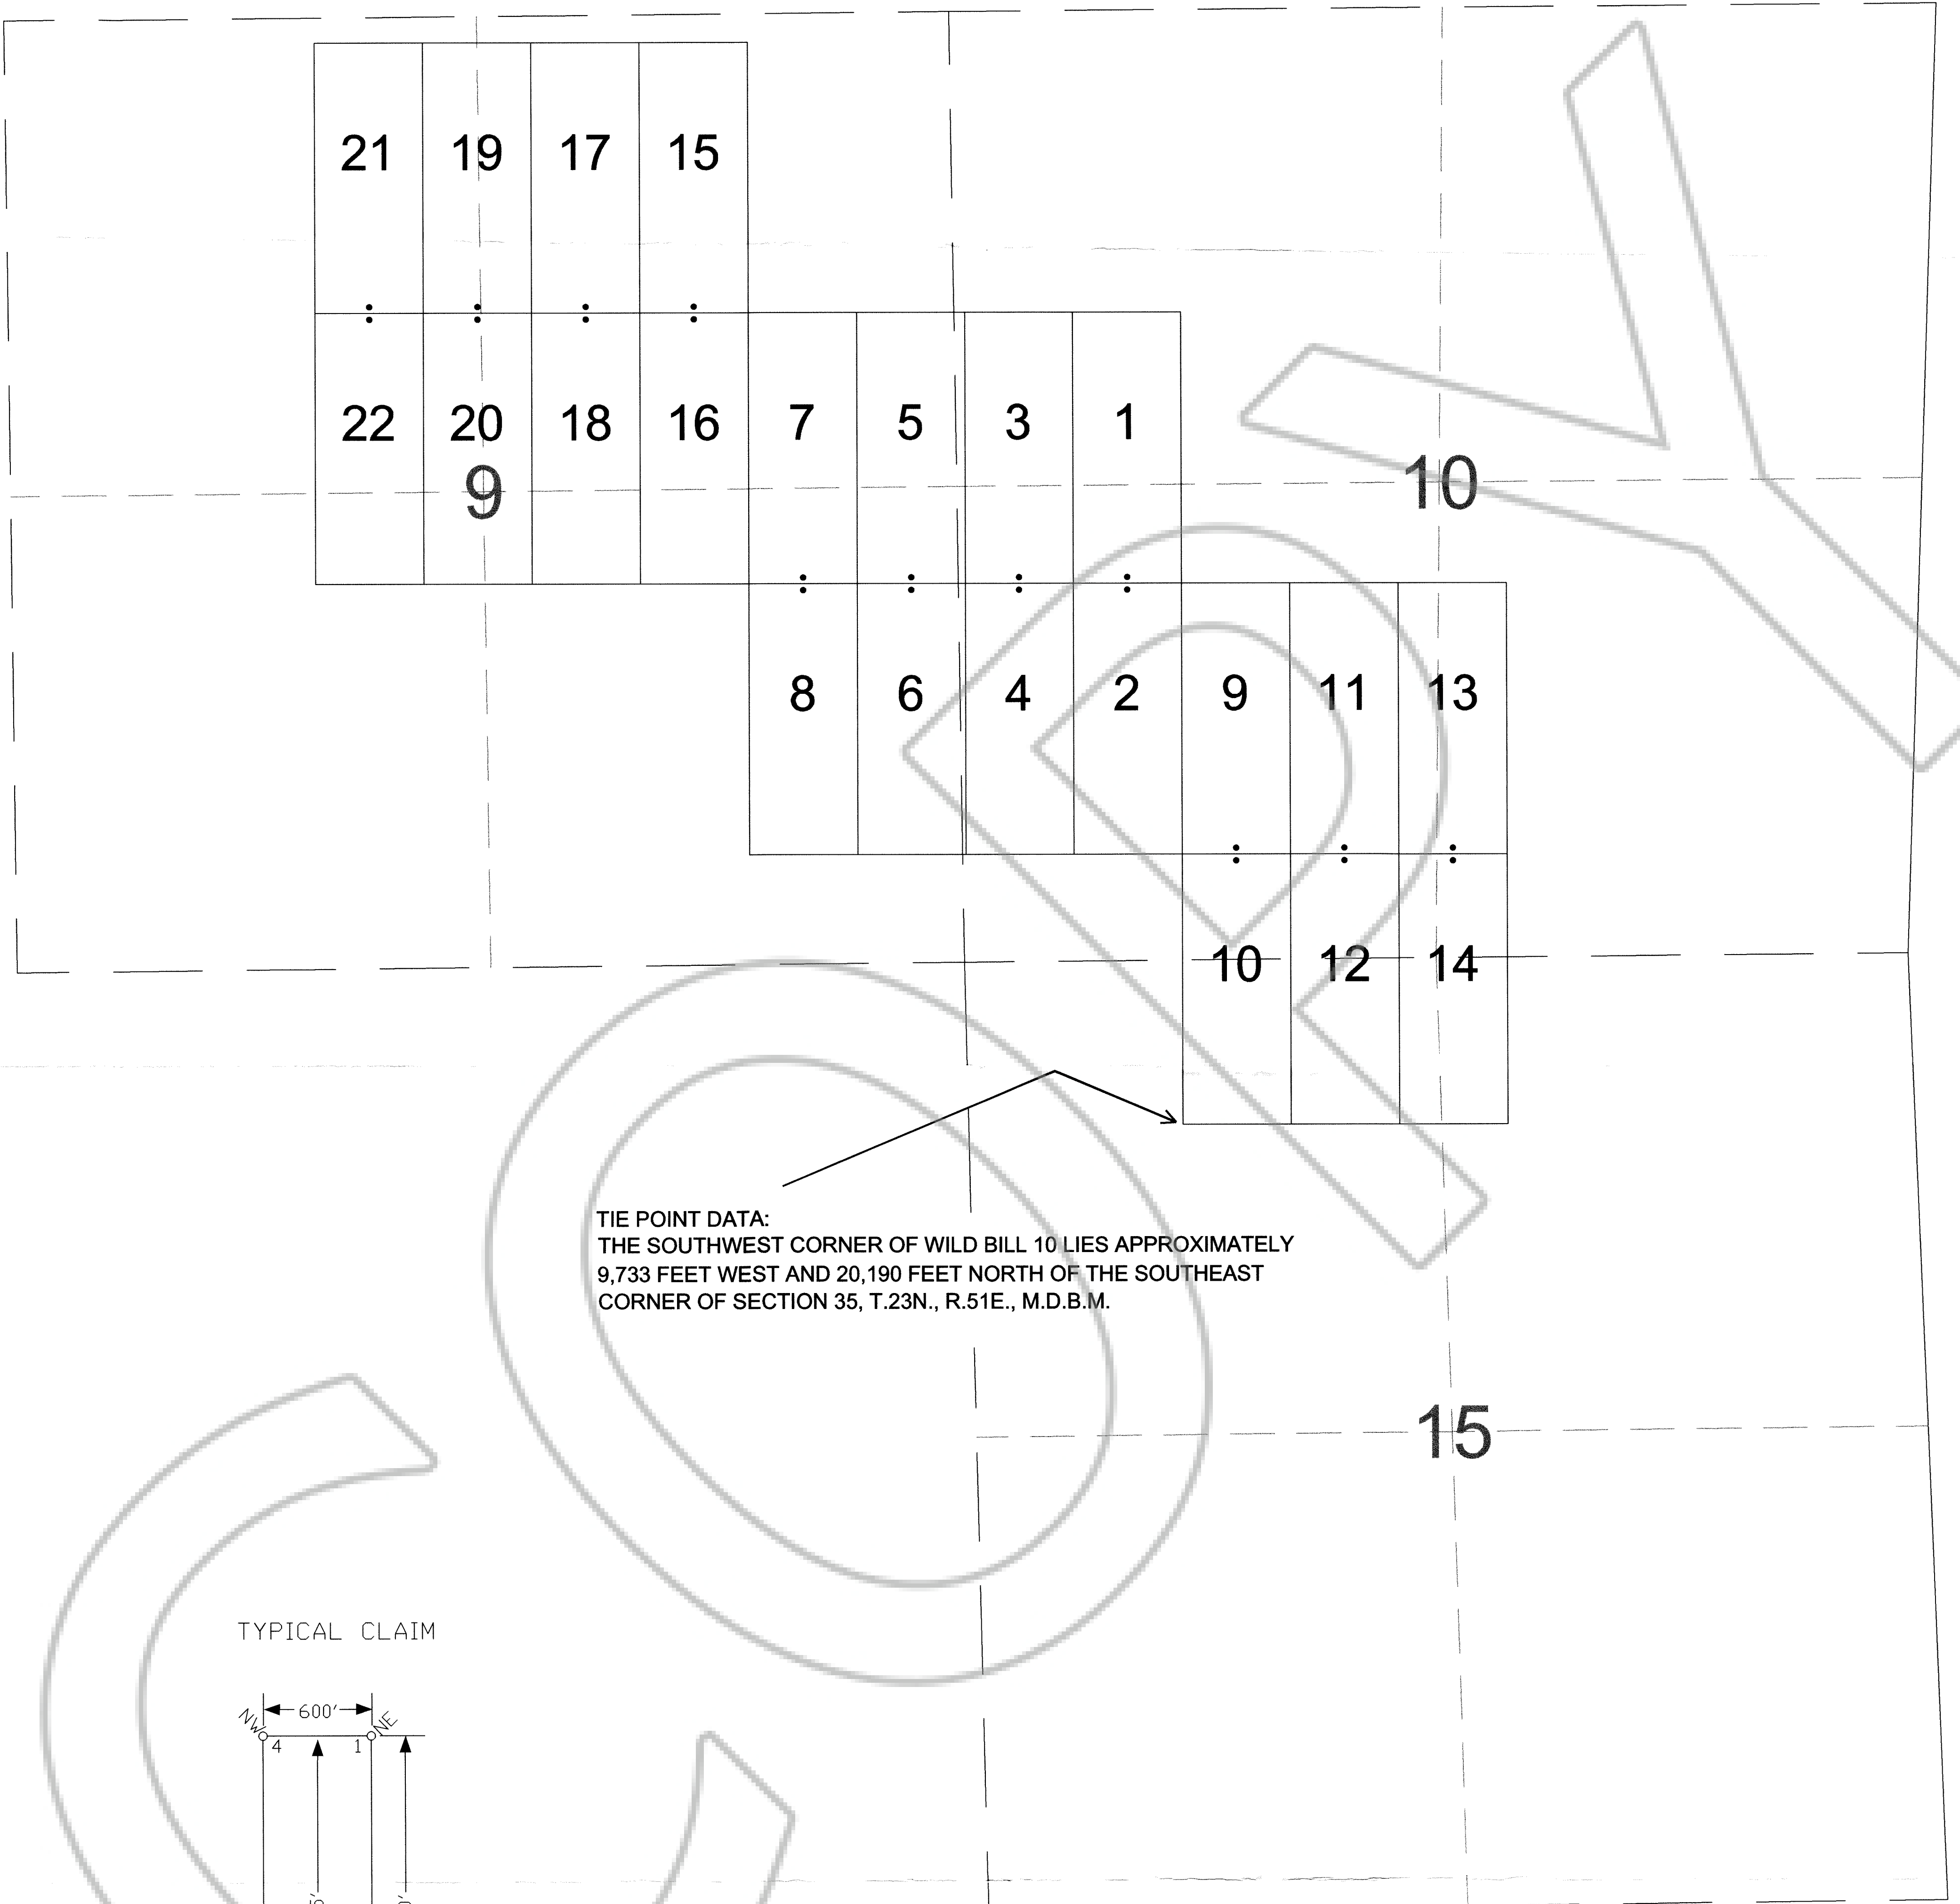 21 19 17 15
22 20 18 16 7 5 3 1
9
10
8 6 4 2 9 11 13
10 12 14
TIE POINT DATA:
THE SOUTHWEST CORNER OF WILD BILL 10 LIES APPROXIMATELY
9,733 FEET WEST AND 20,190 FEET NORTH OF THE SOUTHEAST
CORNER OF SECTION 35, T.23N., R.51E., M.D.B.M.
15
TYPICAL CLAIM
600'
NW NE
4 1
COPY